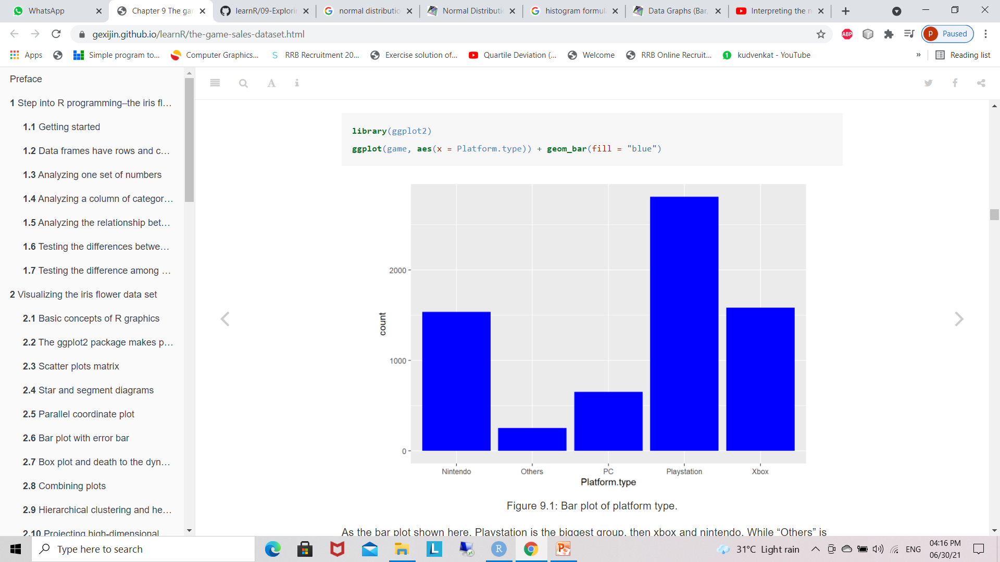 WhatsApp
Chapter 9 The gar
learnR/09-Explorin
normal distributio
Normal Distributi
histogram formul
Data Graphs (Bar,
Interpreting the n
gexijin.github.io/learnR/the-game-sales-dataset.html
ABP
P Paused
Apps
Simple program to...
Computer Graphics...
S RRB Recruitment 20...
Exercise solution of...
Quartile Deviation (...
Welcome
RRB Online Recruit...
1 kudvenkat - YouTube
»
Reading list
Preface
1 Step into R programming–the iris fl…
1.1 Getting started
1.2 Data frames have rows and c…
1.3 Analyzing one set of numbers
1.4 Analyzing a column of categor…
1.5 Analyzing the relationship bet…
1.6 Testing the differences betwe…
1.7 Testing the difference among …
2 Visualizing the iris flower data set
2.1 Basic concepts of R graphics
2.2 The ggplot2 package makes p…
2.3 Scatter plots matrix
2.4 Star and segment diagrams
2.5 Parallel coordinate plot
2.6 Bar plot with error bar
2.7 Box plot and death to the dyn…
2.8 Combining plots
2.9 Hierarchical clustering and he…
2.10 Projecting high-dimensional
A
i
library(ggplot2)
ggplot(game, aes(x = Platform.type)) + geom_bar(fill = "blue")
2000
1000
0
count
Nintendo Others PC Playstation Xbox
Platform.type
Figure 9.1: Bar plot of platform type.
As the bar plot shown here, Playstation is the biggest group, then xbox and nintendo. While “Others” is
Type here to search
L
R
31°C Light rain
ENG
04:16 PM
06/30/21